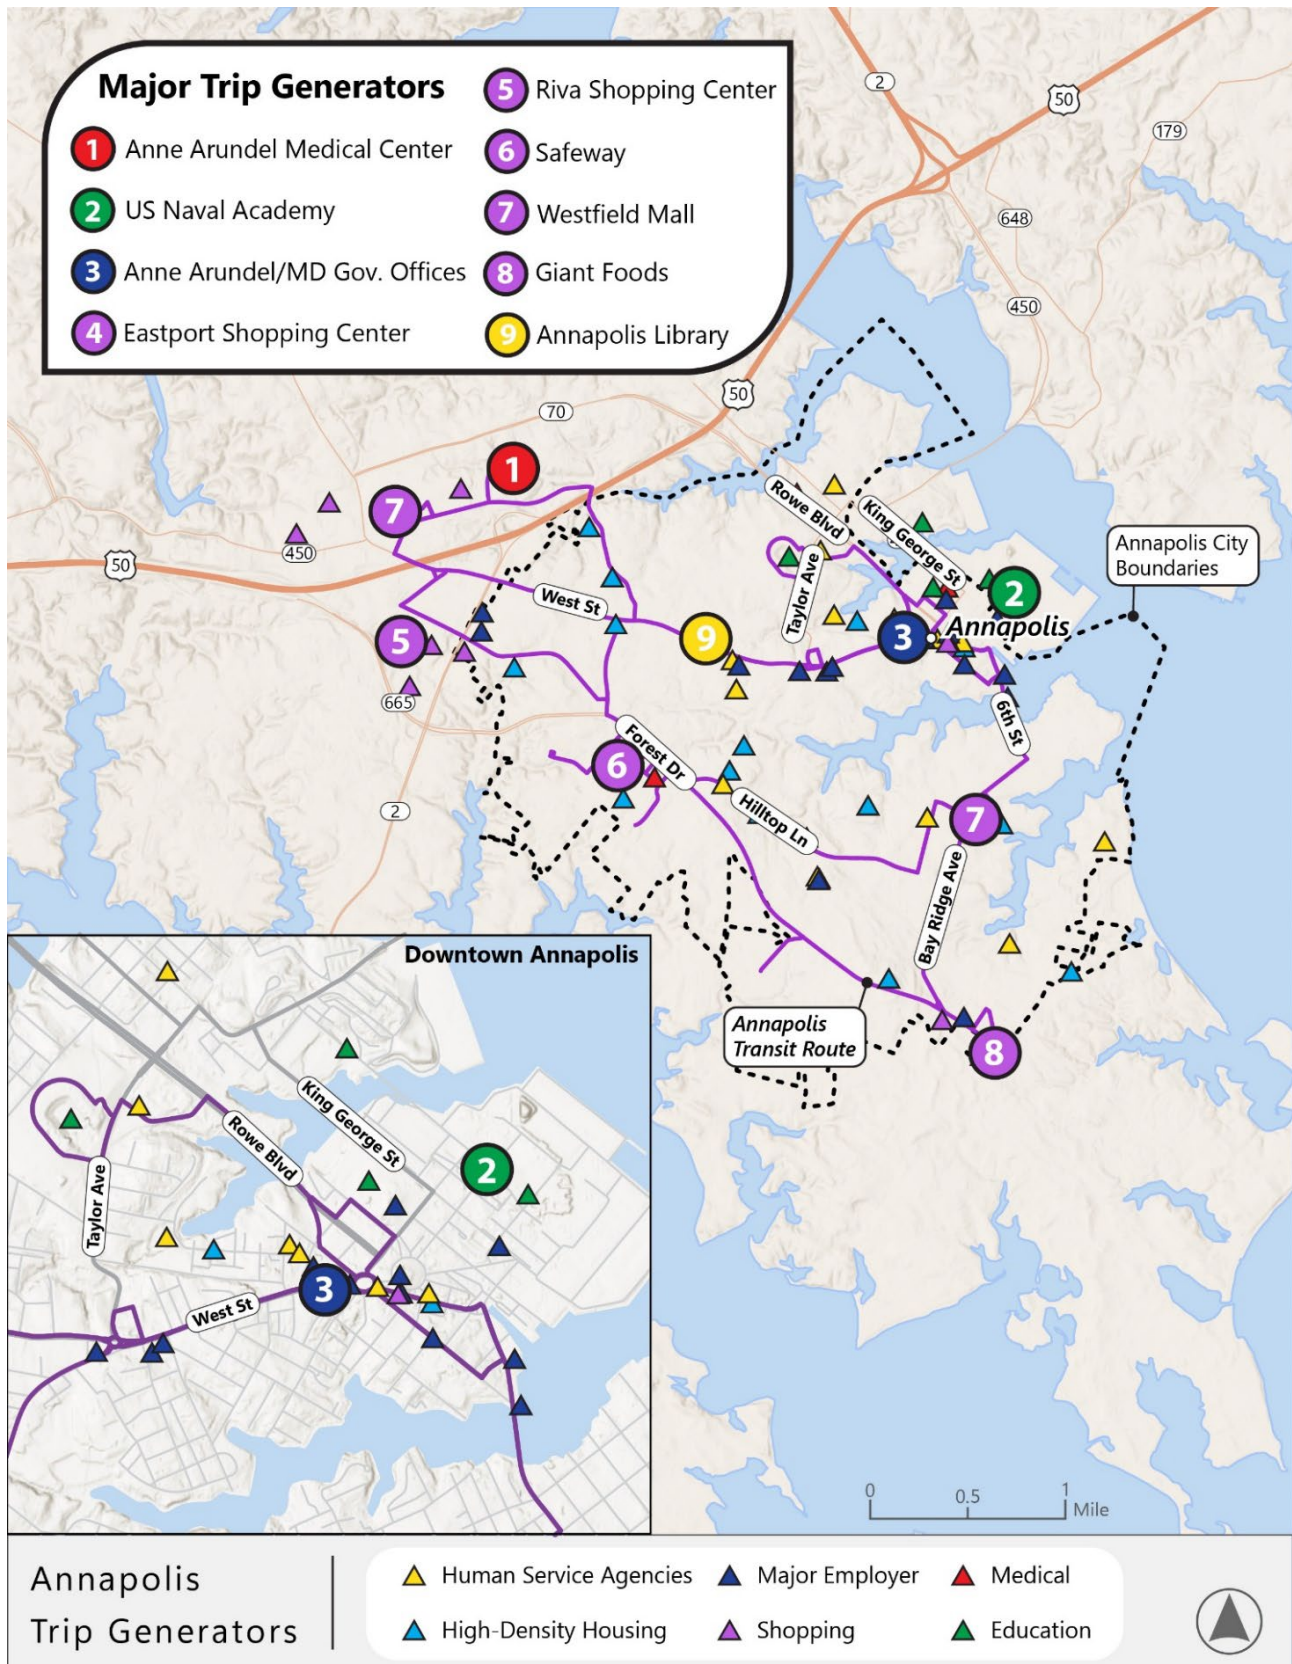 Major Trip Generators
1 Anne Arundel Medical Center
2 US Naval Academy
3 Anne Arundel/MD Gov. Offices
4 Eastport Shopping Center
5 Riva Shopping Center
6 Safeway
7 Westfield Mall
8 Giant Foods
9 Annapolis Library
2
50
179
648
450
50
50
70
1
7
450
50
5
665
2
West St
9
Rowe Blvd
King George St
Taylor Ave
2
3
Annapolis
Annapolis City
Boundaries
6th St
6
Forest Dr
Hilltop Ln
7
Bay Ridge Ave
Annapolis
Transit Route
8
Downtown Annapolis
King George St
Rowe Blvd
Taylor Ave
2
3
West St
0
0.5
1
Mile
Annapolis
Trip Generators
Human Service Agencies
Major Employer
Medical
High-Density Housing
Shopping
Education